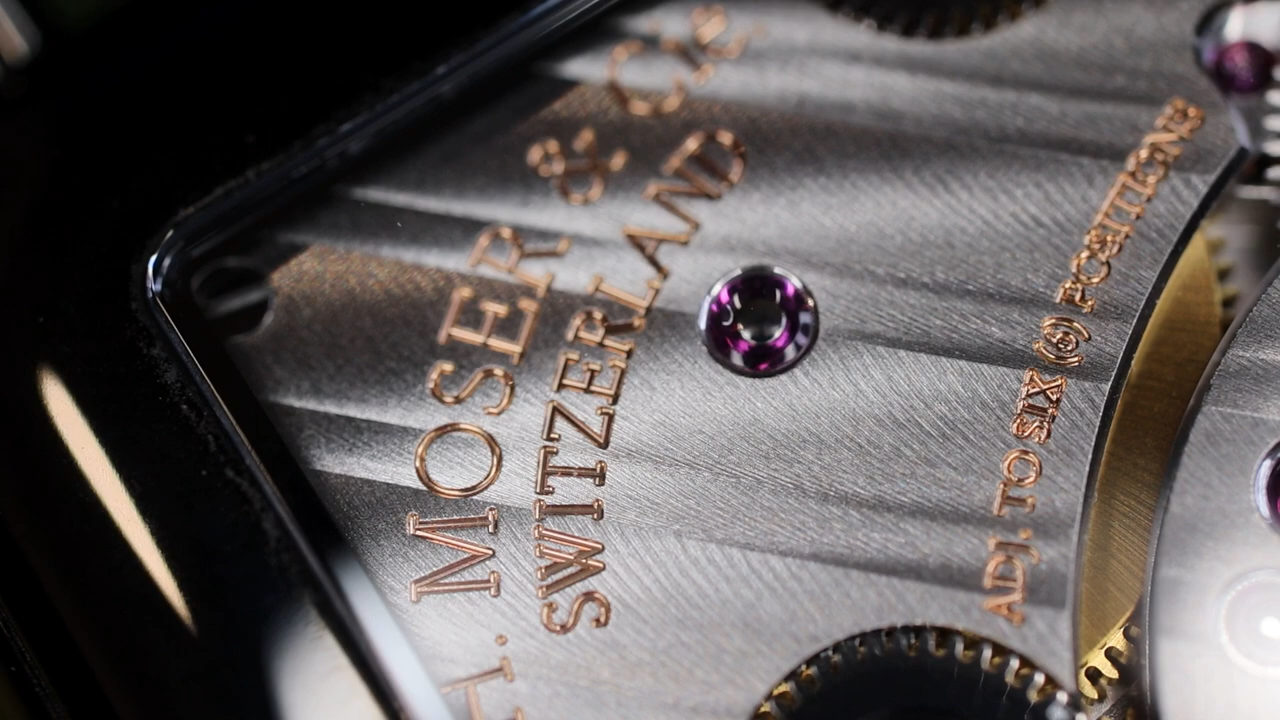 H. MOSER & Cie
SWITZERLAND
ADJ. TO SIX (6) POSITIONS